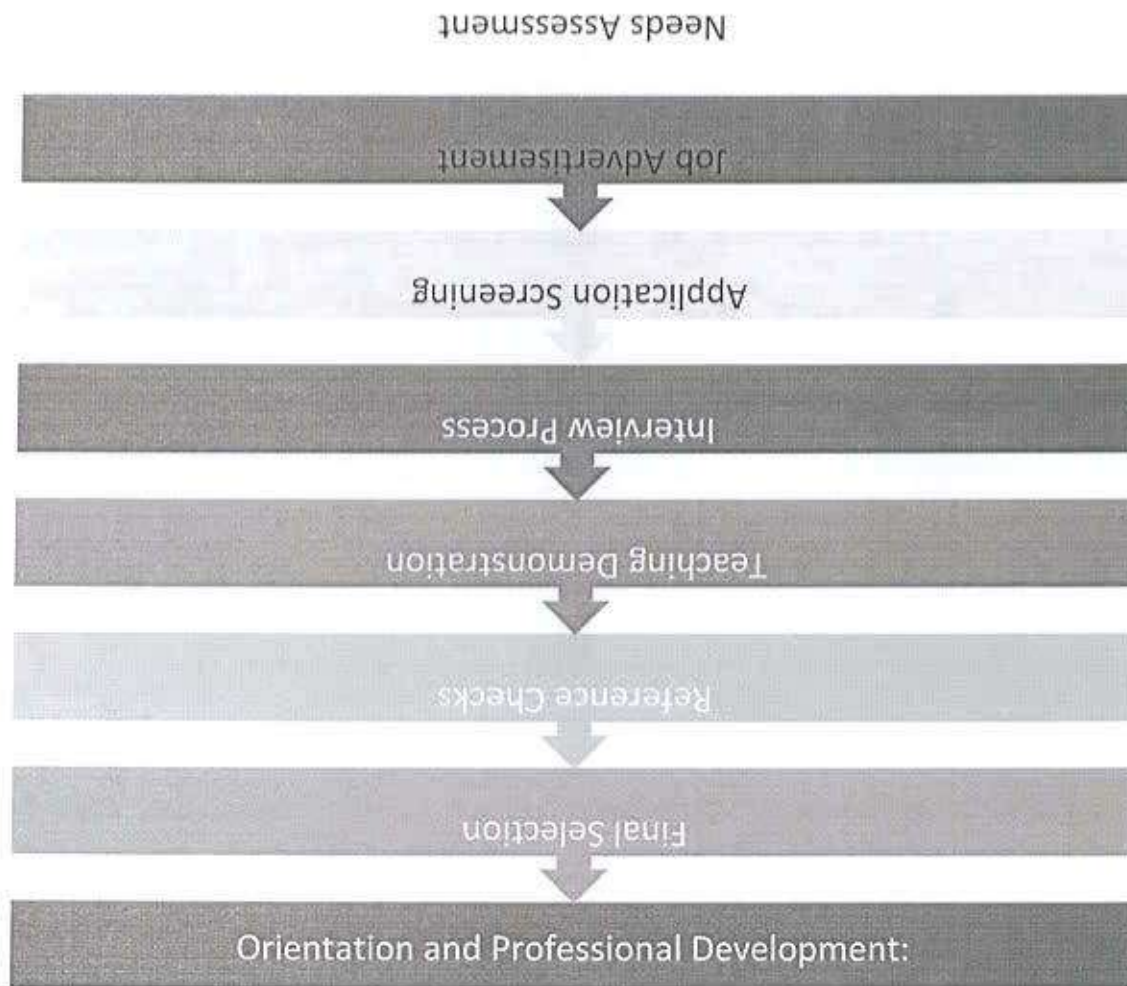 Needs Assessment
Job Advertisement
Application Screening
Interview Process
Teaching Demonstration
Reference Checks
Final Selection
Orientation and Professional Development: